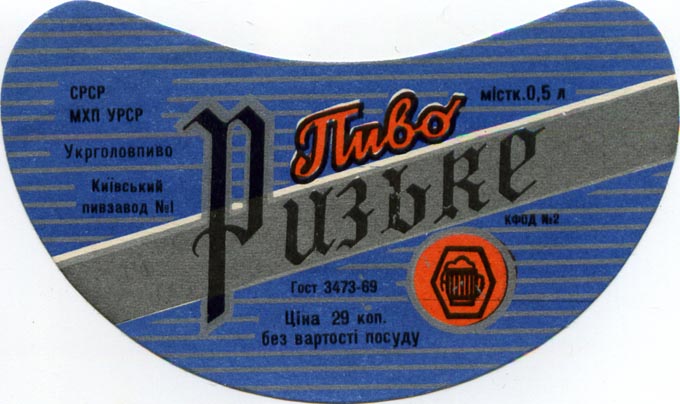 СРСР
МХП УРСР
Укрголовпиво
Київський
пивзавод №1
Пиво
містк. 0,5 л
Ризьке
КФОД №2
Гост 3473-69
Ціна 29 коп.
без вартості посуду